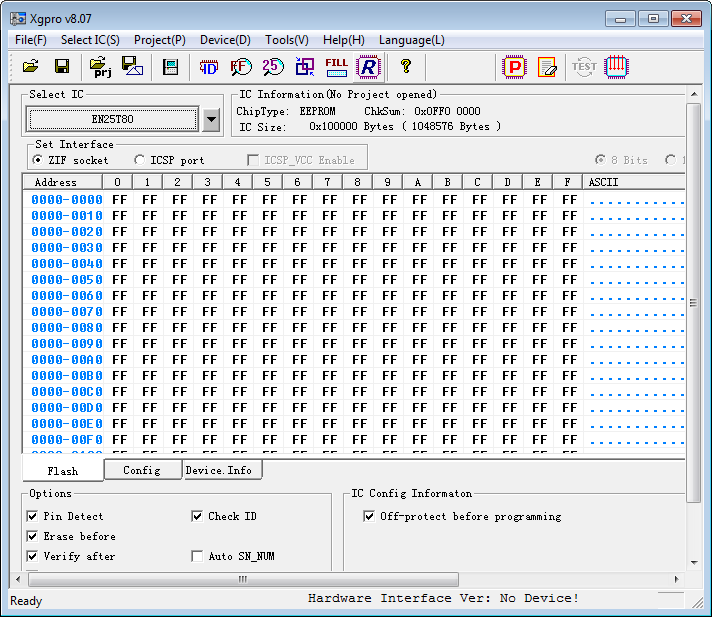 Xgpro v8.07
File(F) Select IC(S) Project(P) Device(D) Tools(V) Help(H) Language(L)
prj ID FF 25 FILL R ? P TEST
Select IC
EN25T80
IC Information(No Project opened)
ChipType: EEPROM ChkSum: 0x0FF0 0000
IC Size: 0x100000 Bytes ( 1048576 Bytes )
Set Interface
ZIF socket ICSP port ICSP_VCC Enable 8 Bits
Address 0 1 2 3 4 5 6 7 8 9 A B C D E F ASCII
0000-0000 FF FF FF FF FF FF FF FF FF FF FF FF FF FF FF FF ...........
0000-0010 FF FF FF FF FF FF FF FF FF FF FF FF FF FF FF FF ...........
0000-0020 FF FF FF FF FF FF FF FF FF FF FF FF FF FF FF FF ...........
0000-0030 FF FF FF FF FF FF FF FF FF FF FF FF FF FF FF FF ...........
0000-0040 FF FF FF FF FF FF FF FF FF FF FF FF FF FF FF FF ...........
0000-0050 FF FF FF FF FF FF FF FF FF FF FF FF FF FF FF FF ...........
0000-0060 FF FF FF FF FF FF FF FF FF FF FF FF FF FF FF FF ...........
0000-0070 FF FF FF FF FF FF FF FF FF FF FF FF FF FF FF FF ...........
0000-0080 FF FF FF FF FF FF FF FF FF FF FF FF FF FF FF FF ...........
0000-0090 FF FF FF FF FF FF FF FF FF FF FF FF FF FF FF FF ...........
0000-00A0 FF FF FF FF FF FF FF FF FF FF FF FF FF FF FF FF ...........
0000-00B0 FF FF FF FF FF FF FF FF FF FF FF FF FF FF FF FF ...........
0000-00C0 FF FF FF FF FF FF FF FF FF FF FF FF FF FF FF FF ...........
0000-00D0 FF FF FF FF FF FF FF FF FF FF FF FF FF FF FF FF ...........
0000-00E0 FF FF FF FF FF FF FF FF FF FF FF FF FF FF FF FF ...........
0000-00F0 FF FF FF FF FF FF FF FF FF FF FF FF FF FF FF FF ...........
Flash Config Device.Info
Options
Pin Detect Check ID
Erase before
Verify after Auto SN_NUM
IC Config Informaton
Off-protect before programming
Ready Hardware Interface Ver: No Device!